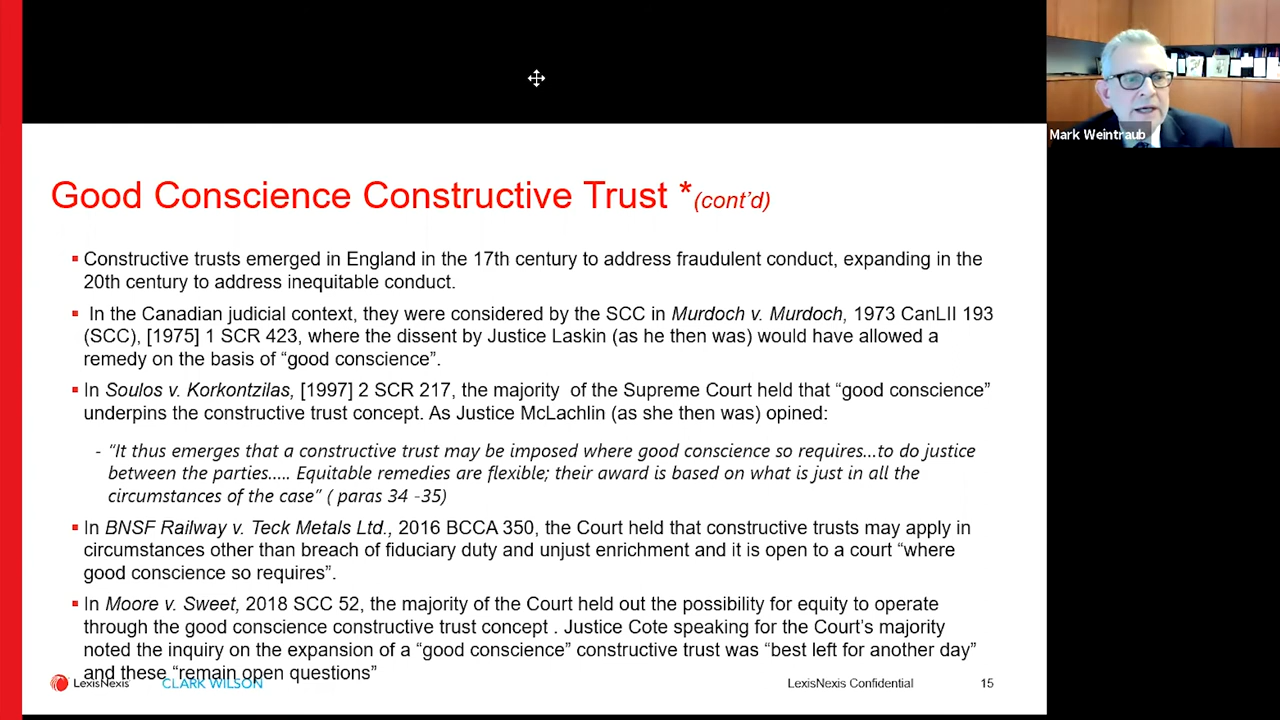 Mark Weintraub
Good Conscience Constructive Trust *(cont’d)
▪ Constructive trusts emerged in England in the 17th century to address fraudulent conduct, expanding in the
20th century to address inequitable conduct.
▪ In the Canadian judicial context, they were considered by the SCC in Murdoch v. Murdoch, 1973 CanLII 193
(SCC), [1975] 1 SCR 423, where the dissent by Justice Laskin (as he then was) would have allowed a
remedy on the basis of “good conscience”.
▪ In Soulos v. Korkontzilas, [1997] 2 SCR 217, the majority of the Supreme Court held that “good conscience”
underpins the constructive trust concept. As Justice McLachlin (as she then was) opined:
- “It thus emerges that a constructive trust may be imposed where good conscience so requires…to do justice
between the parties….. Equitable remedies are flexible; their award is based on what is just in all the
circumstances of the case” ( paras 34 -35)
▪ In BNSF Railway v. Teck Metals Ltd., 2016 BCCA 350, the Court held that constructive trusts may apply in
circumstances other than breach of fiduciary duty and unjust enrichment and it is open to a court “where
good conscience so requires”.
▪ In Moore v. Sweet, 2018 SCC 52, the majority of the Court held out the possibility for equity to operate
through the good conscience constructive trust concept . Justice Cote speaking for the Court’s majority
noted the inquiry on the expansion of a “good conscience” constructive trust was “best left for another day”
and these “remain open questions”
LexisNexis CLARK WILSON LexisNexis Confidential 15